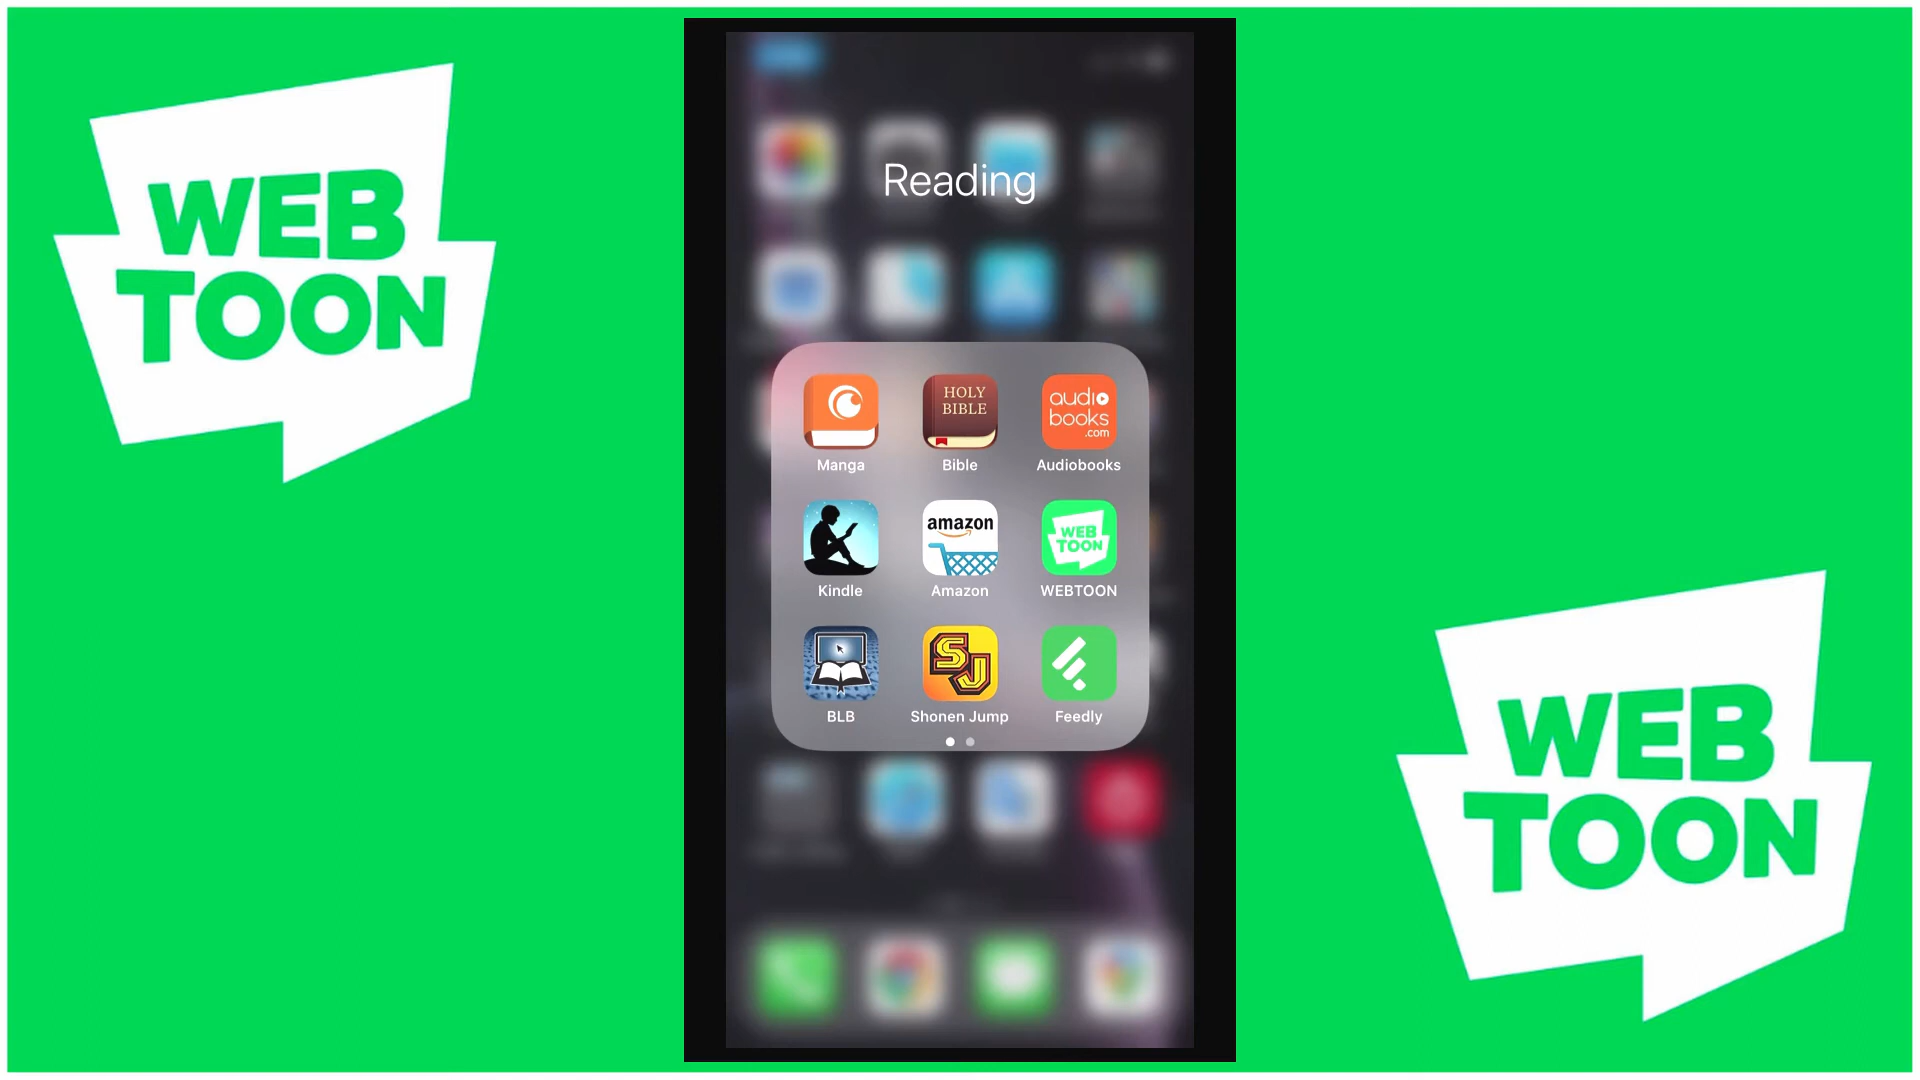 WEB
TOON
Reading
HOLY
BIBLE
audio
books
.com
Manga
Bible
Audiobooks
amazon
WEB
TOON
Kindle
Amazon
WEBTOON
SJ
BLB
Shonen Jump
Feedly
WEB
TOON